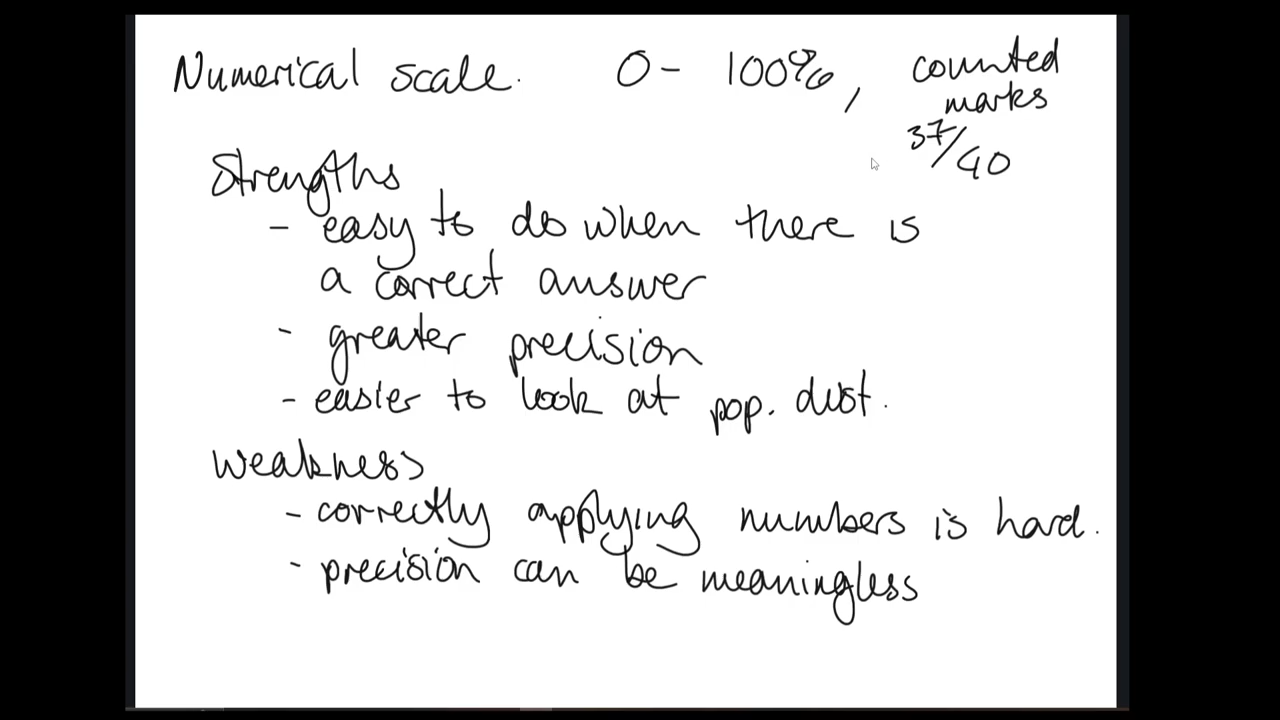 Numerical scale. 0 - 100%, counted
marks
37/40
Strengths
- easy to do when there is
a correct answer
- greater precision
- easier to look at pop. dist.
Weakness
- correctly applying numbers is hard.
- precision can be meaningless